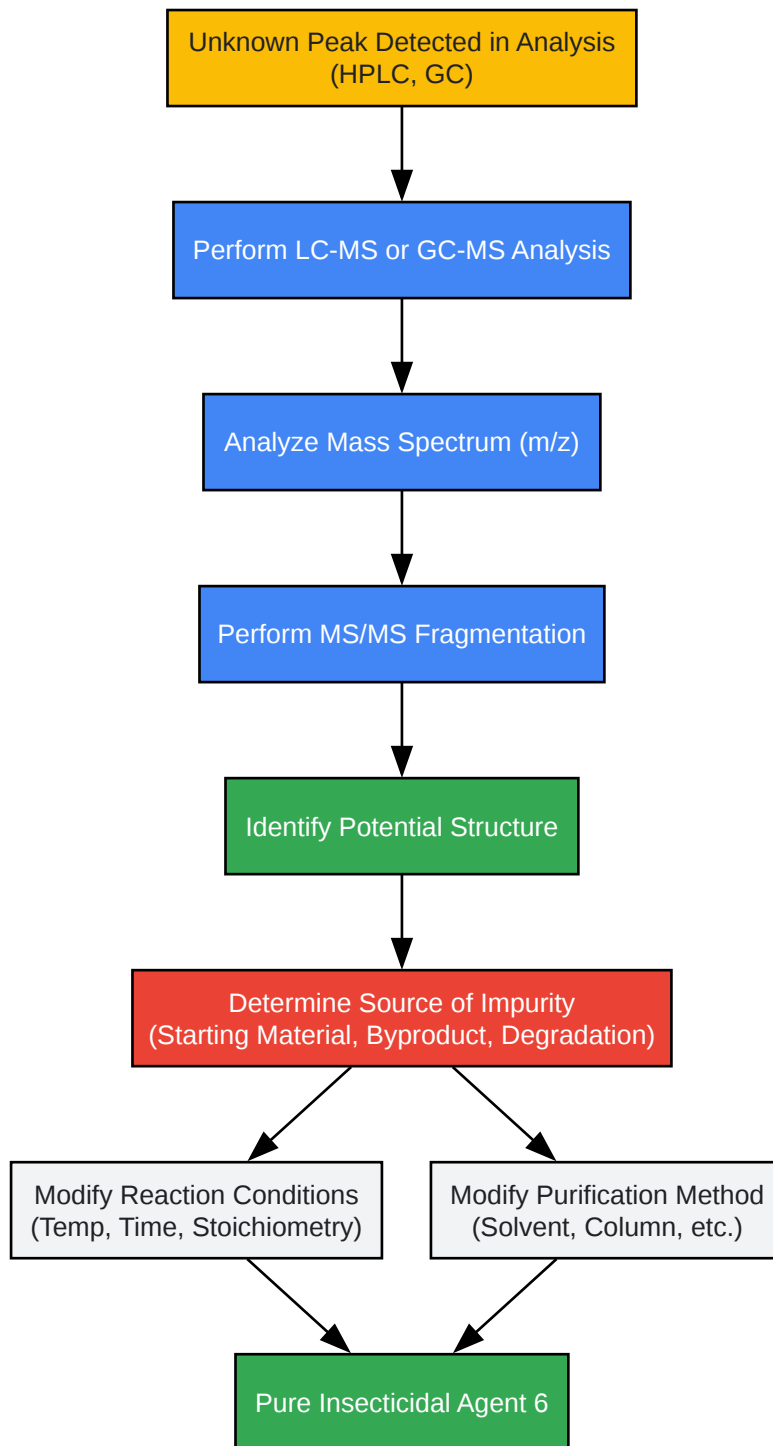 Unknown Peak Detected in Analysis
(HPLC, GC)
Perform LC-MS or GC-MS Analysis
Analyze Mass Spectrum (m/z)
Perform MS/MS Fragmentation
Identify Potential Structure
Determine Source of Impurity
(Starting Material, Byproduct, Degradation)
Modify Reaction Conditions
(Temp, Time, Stoichiometry)
Modify Purification Method
(Solvent, Column, etc.)
Pure Insecticidal Agent 6